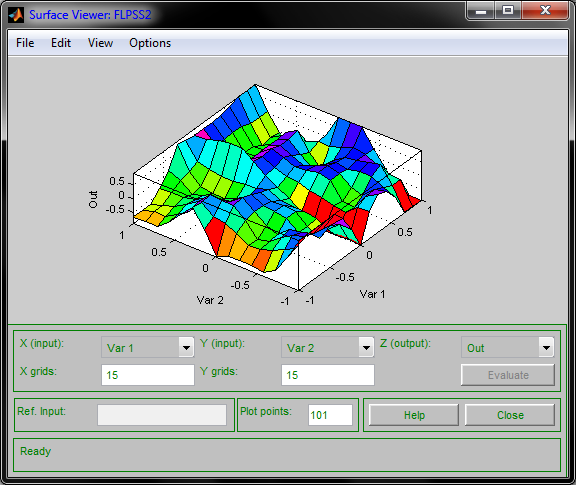 Surface Viewer: FLPSS2
File Edit View Options
0.5
0
-0.5
Out
1
0.5
0
-0.5
-1
Var 2
-1
-0.5
0
0.5
1
Var 1
X (input): Var 1 Y (input): Var 2 Z (output): Out
X grids: 15 Y grids: 15 Evaluate
Ref. Input: Plot points: 101 Help Close
Ready